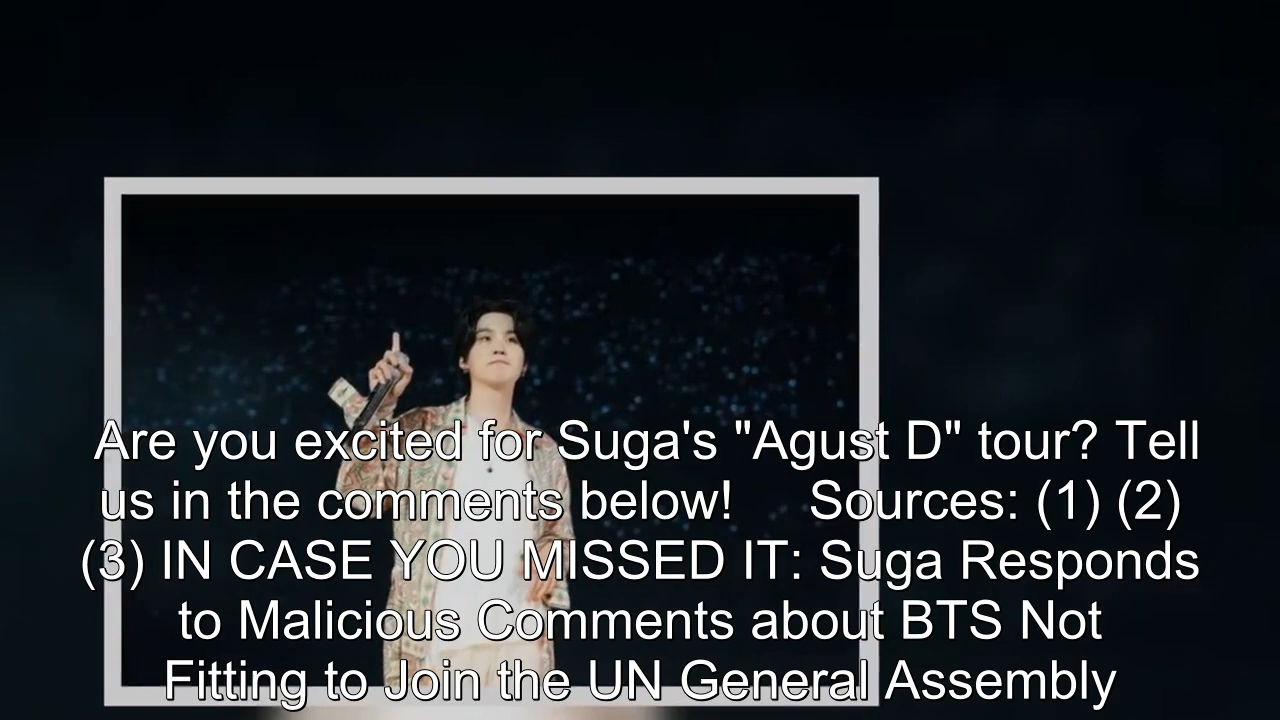 Are you excited for Suga's "Agust D" tour? Tell
us in the comments below!     Sources: (1) (2)
(3) IN CASE YOU MISSED IT: Suga Responds
to Malicious Comments about BTS Not
Fitting to Join the UN General Assembly